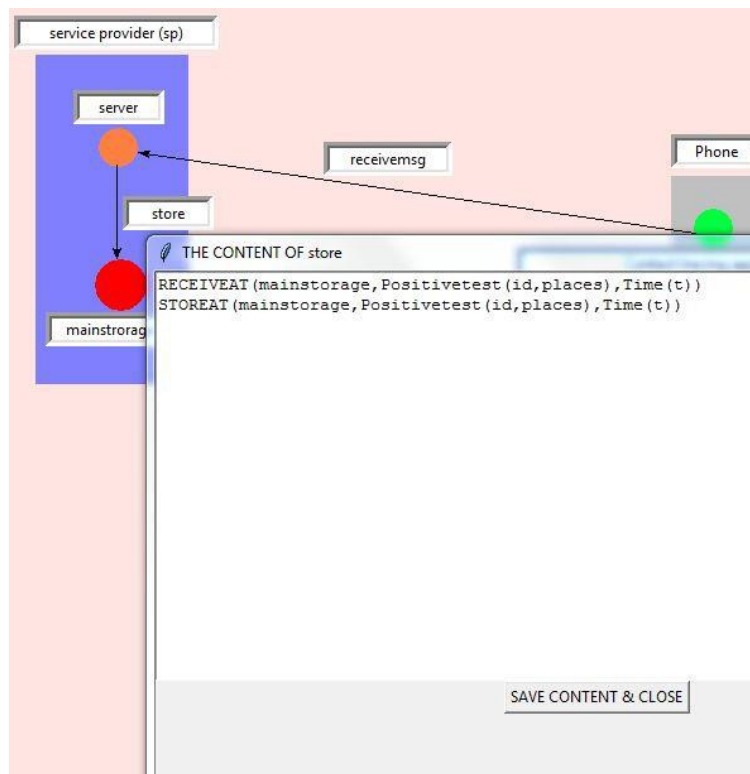 service provider (sp)
server
receivemsg
Phone
store
THE CONTENT OF store
RECEIVEAT(mainstorage,Positivetest(id,places),Time(t))
STOREAT(mainstorage,Positivetest(id,places),Time(t))
mainstrorag
SAVE CONTENT & CLOSE